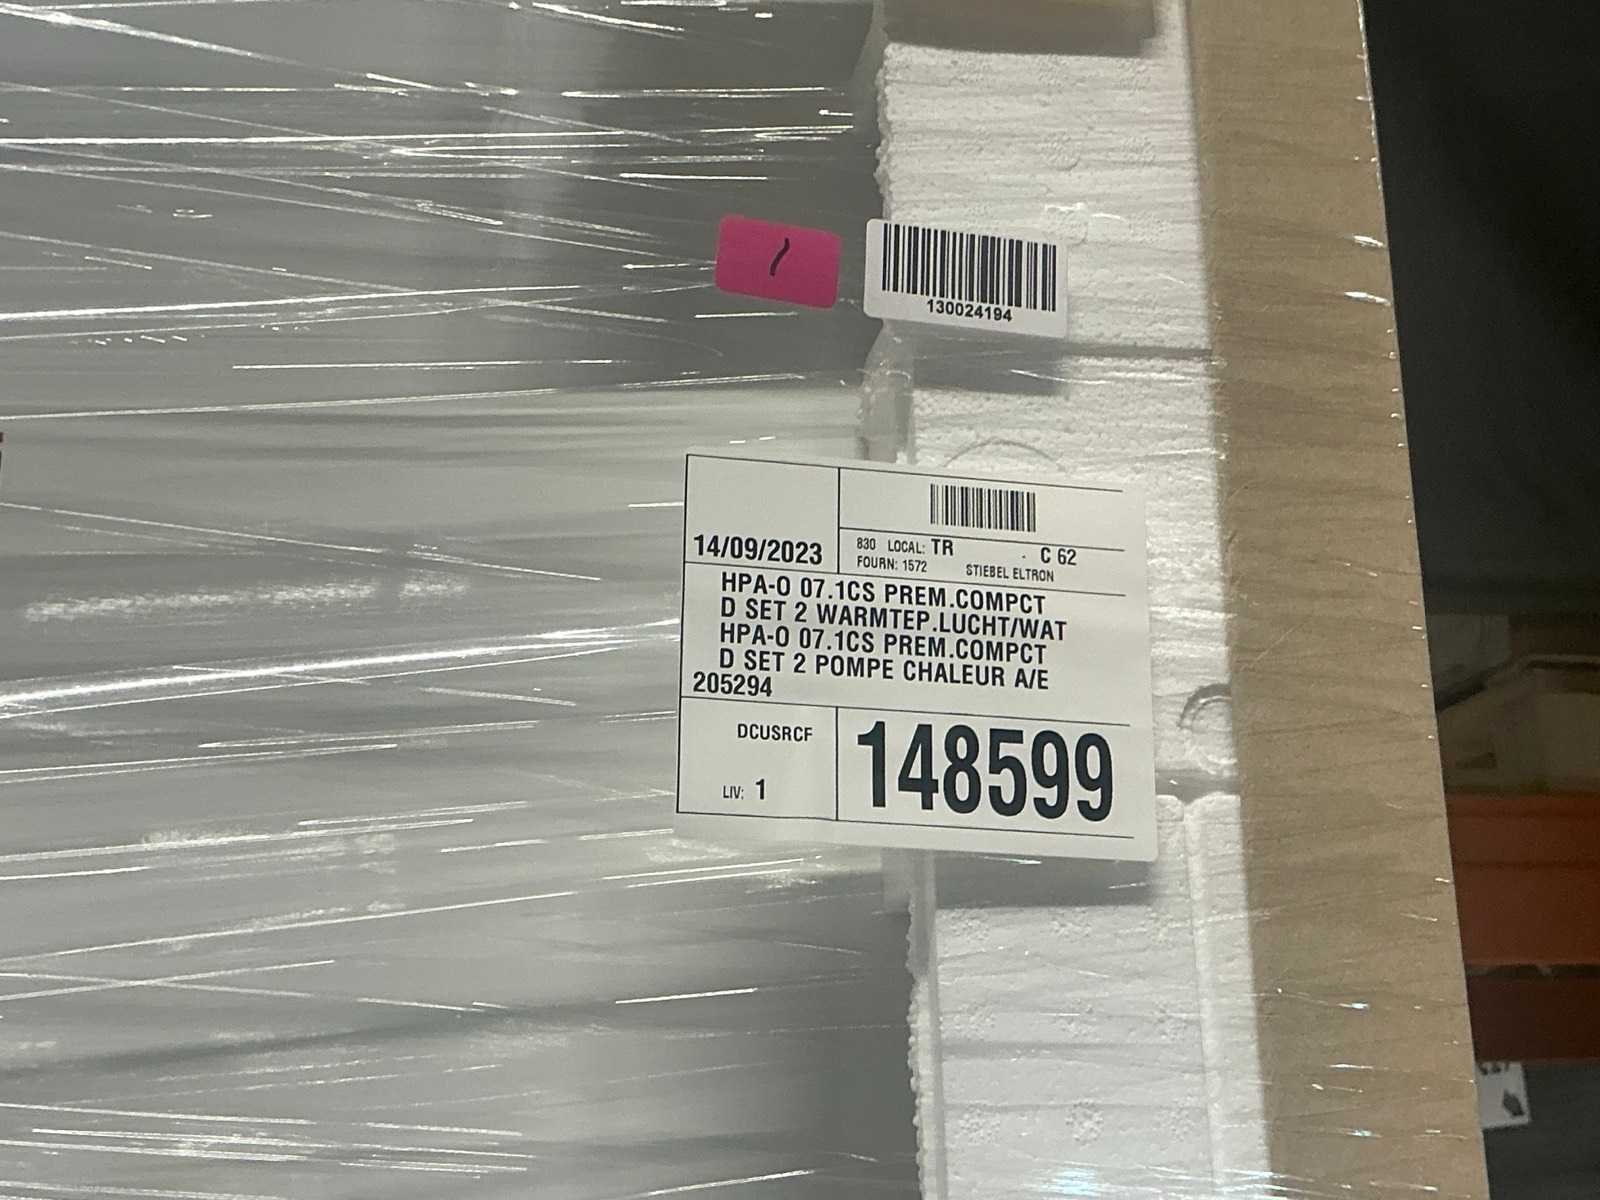 130024194
14/09/2023
830 LOCAL: TR - C 62
FOURN: 1572 STIEBEL ELTRON
HPA-O 07.1CS PREM.COMPCT
D SET 2 WARMTEP.LUCHT/WAT
HPA-O 07.1CS PREM.COMPCT
D SET 2 POMPE CHALEUR A/E
205294
DCUSRCF
LIV: 1
148599